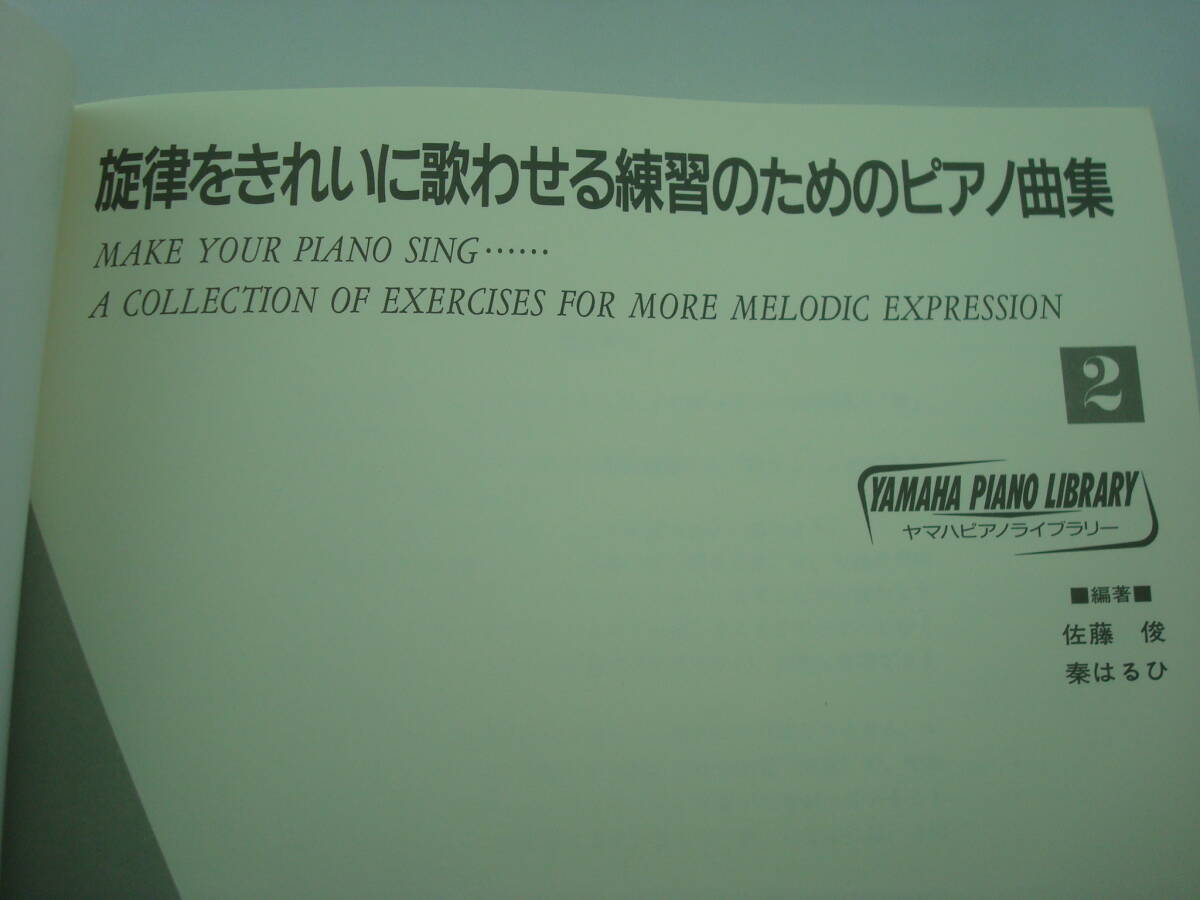 旋律をきれいに歌わせる練習のためのピアノ曲集
MAKE YOUR PIANO SING······
A COLLECTION OF EXERCISES FOR MORE MELODIC EXPRESSION
2
YAMAHA PIANO LIBRARY
ヤマハピアノライブラリー
■編著■
佐藤　俊
秦はるひ